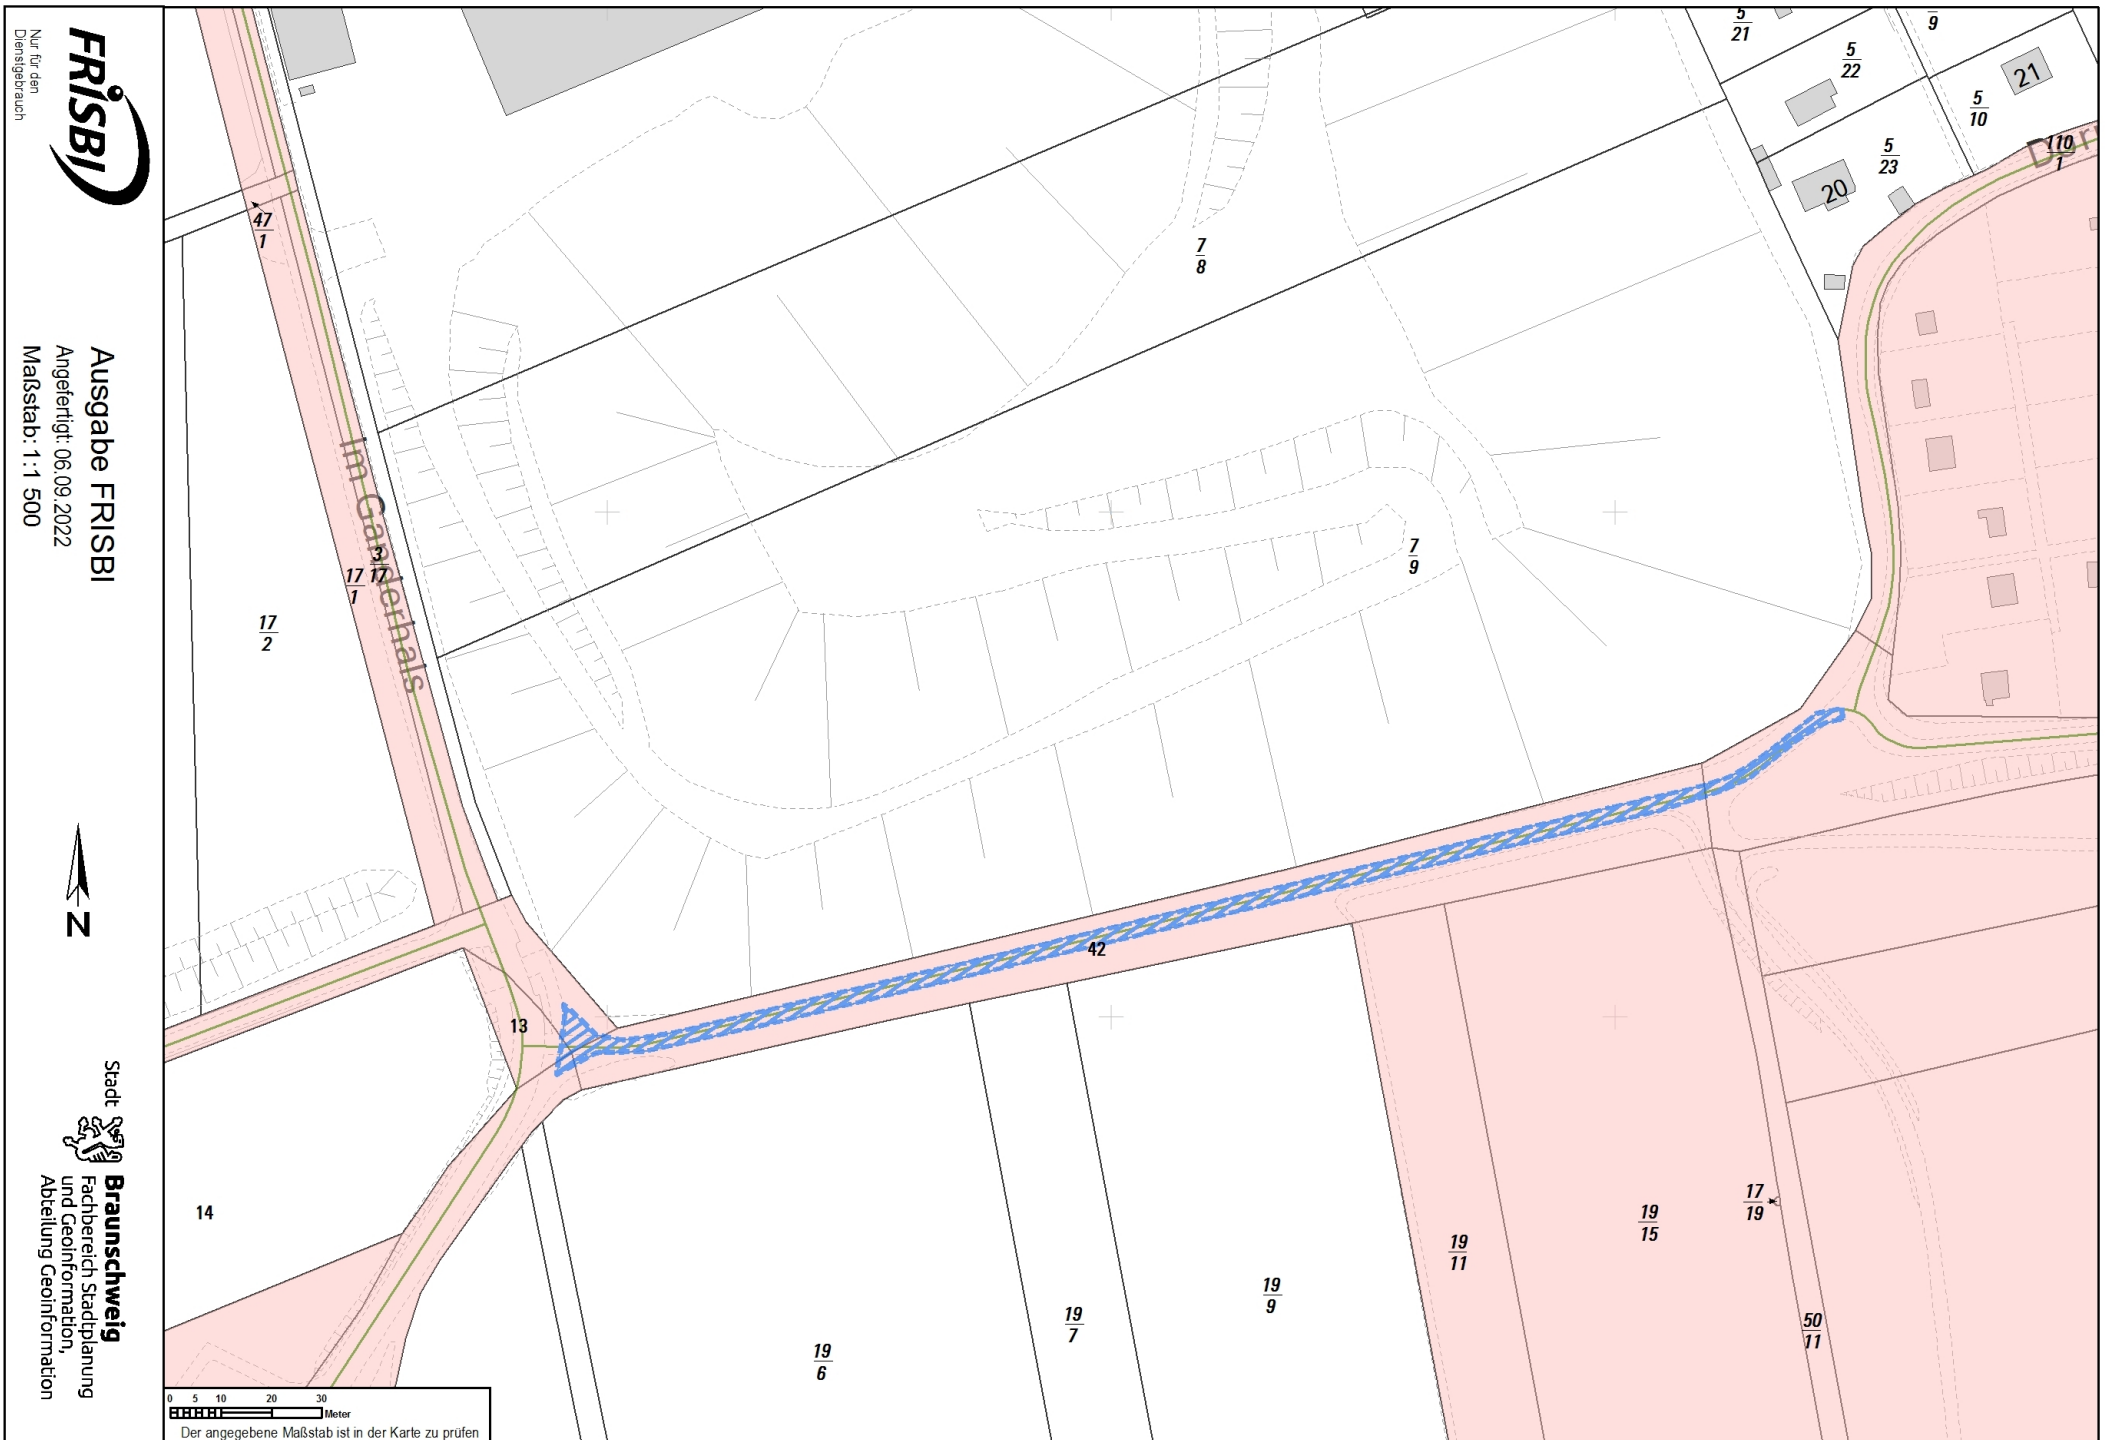 FRISBI
Nur für den
Dienstgebrauch
Ausgabe FRISBI
Angefertigt: 06.09.2022
Maßstab: 1:1 500
N
Stadt
Braunschweig
Fachbereich Stadtplanung
und Geoinformation,
Abteilung Geoinformation
5
21
9
5
22
21
5
10
110
1
5
23
20
47
1
7
8
Im Ganderhals
3
17
17
1
7
9
17
2
42
13
14
17
19
19
15
19
11
19
9
19
7
50
11
19
6
0 5 10 20 30
Meter
Der angegebene Maßstab ist in der Karte zu prüfen